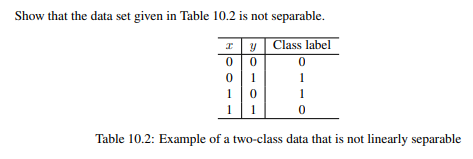 Show that the data set given in Table 10.2 is not separable.
x y Class label
0 0 0
0 1 1
1 0 1
1 1 0
Table 10.2: Example of a two-class data that is not linearly separable